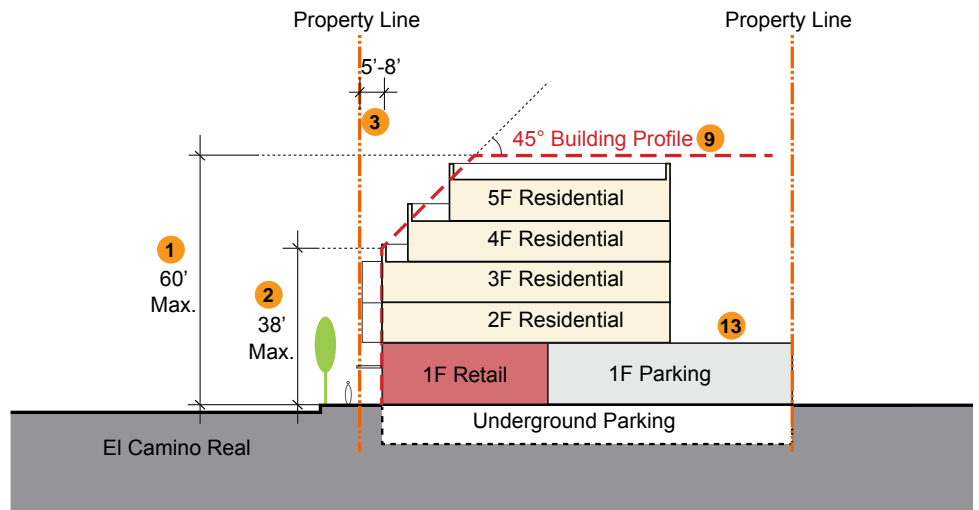 Property Line
Property Line
5’-8’
3
45° Building Profile 9
5F Residential
4F Residential
1
60’
Max.
3F Residential
2
38’
Max.
2F Residential
13
1F Retail
1F Parking
Underground Parking
El Camino Real